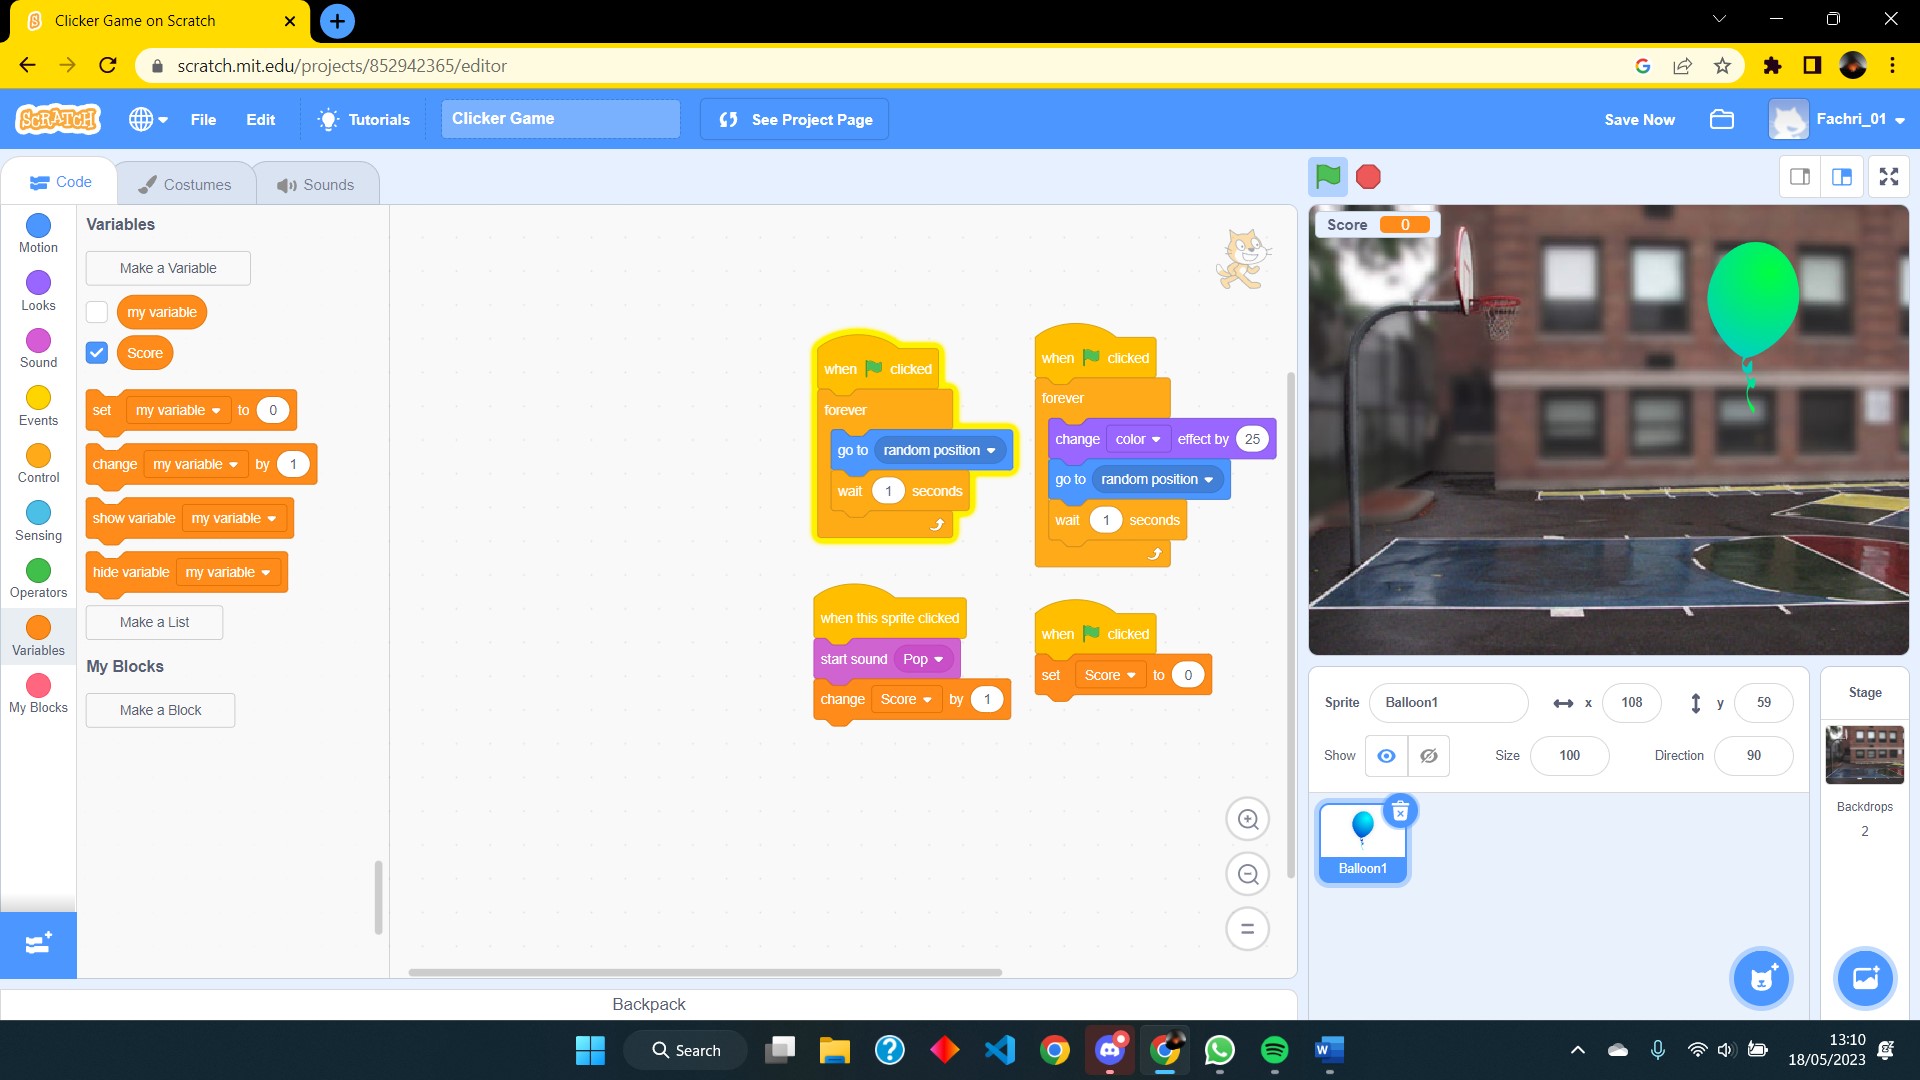 Clicker Game on Scratch
scratch.mit.edu/projects/852942365/editor
SCRATCH
File
Edit
Tutorials
Clicker Game
See Project Page
Save Now
Fachri_01
Code
Costumes
Sounds
Motion
Looks
Sound
Events
Control
Sensing
Operators
Variables
My Blocks
Variables
Make a Variable
my variable
Score
set my variable to 0
change my variable by 1
show variable my variable
hide variable my variable
Make a List
My Blocks
Make a Block
when clicked
forever
go to random position
wait 1 seconds
when clicked
forever
change color effect by 25
go to random position
wait 1 seconds
when this sprite clicked
start sound Pop
change Score by 1
when clicked
set Score to 0
Backpack
Score 0
Sprite Balloon1 x 108 y 59
Show Size 100 Direction 90
Balloon1
Stage
Backdrops
2
Search
13:10
18/05/2023